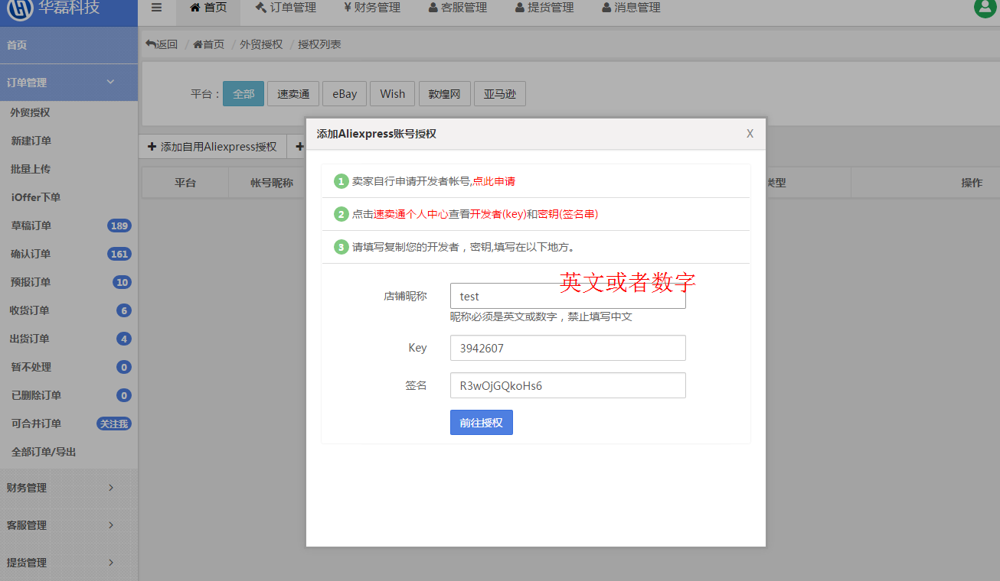 华磊科技
首页 订单管理 ¥ 财务管理 客服管理 提货管理 消息管理
返回 / 首页 / 外贸授权 / 授权列表
首页
订单管理
外贸授权
新建订单
批量上传
iOffer下单
草稿订单 189
确认订单 161
预报订单 10
收货订单 6
出货订单 4
暂不处理 0
已删除订单 0
可合并订单 关注我
全部订单/导出
财务管理
客服管理
提货管理
平台： 全部 速卖通 eBay Wish 敦煌网 亚马逊
添加自用Aliexpress授权
平台 帐号昵称 类型 操作
添加Aliexpress账号授权 X
1 卖家自行申请开发者帐号,点此申请
2 点击速卖通个人中心查看开发者(key)和密钥(签名串)
3 请填写复制您的开发者，密钥,填写在以下地方。
英文或者数字
店铺昵称 test
昵称必须是英文或数字，禁止填写中文
Key 3942607
签名 R3wOjGQkoHs6
前往授权